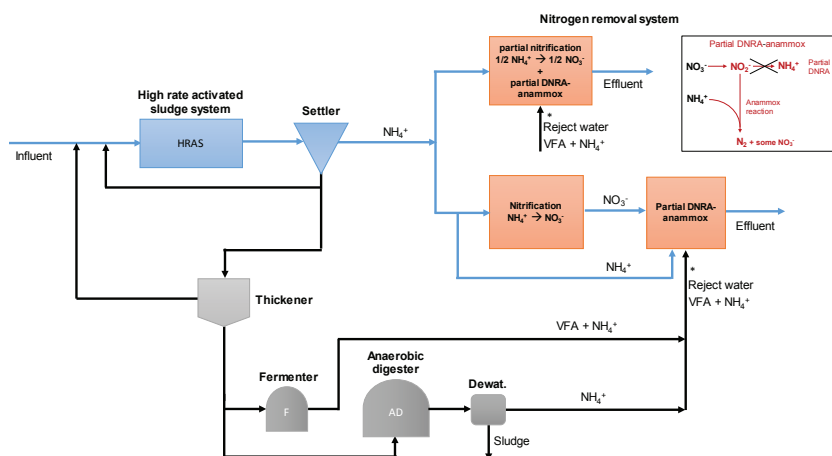 Nitrogen removal system
partial nitrification
1/2 NH₄⁺ → 1/2 NO₃⁻
+
partial DNRA-
anammox
Effluent
*
Reject water
VFA + NH₄⁺
Partial DNRA-anammox
NO₃⁻ NO₂⁻ NH₄⁺ Partial
DNRA
NH₄⁺
Anammox
reaction
N₂ + some NO₃⁻
High rate activated
sludge system
Settler
HRAS
NH₄⁺
Influent
Nitrification
NH₄⁺ → NO₃⁻
NO₃⁻
Partial DNRA-
anammox
Effluent
NH₄⁺
*
Reject water
VFA + NH₄⁺
Thickener
VFA + NH₄⁺
Fermenter
F
Anaerobic
digester
AD
Dewat.
NH₄⁺
Sludge